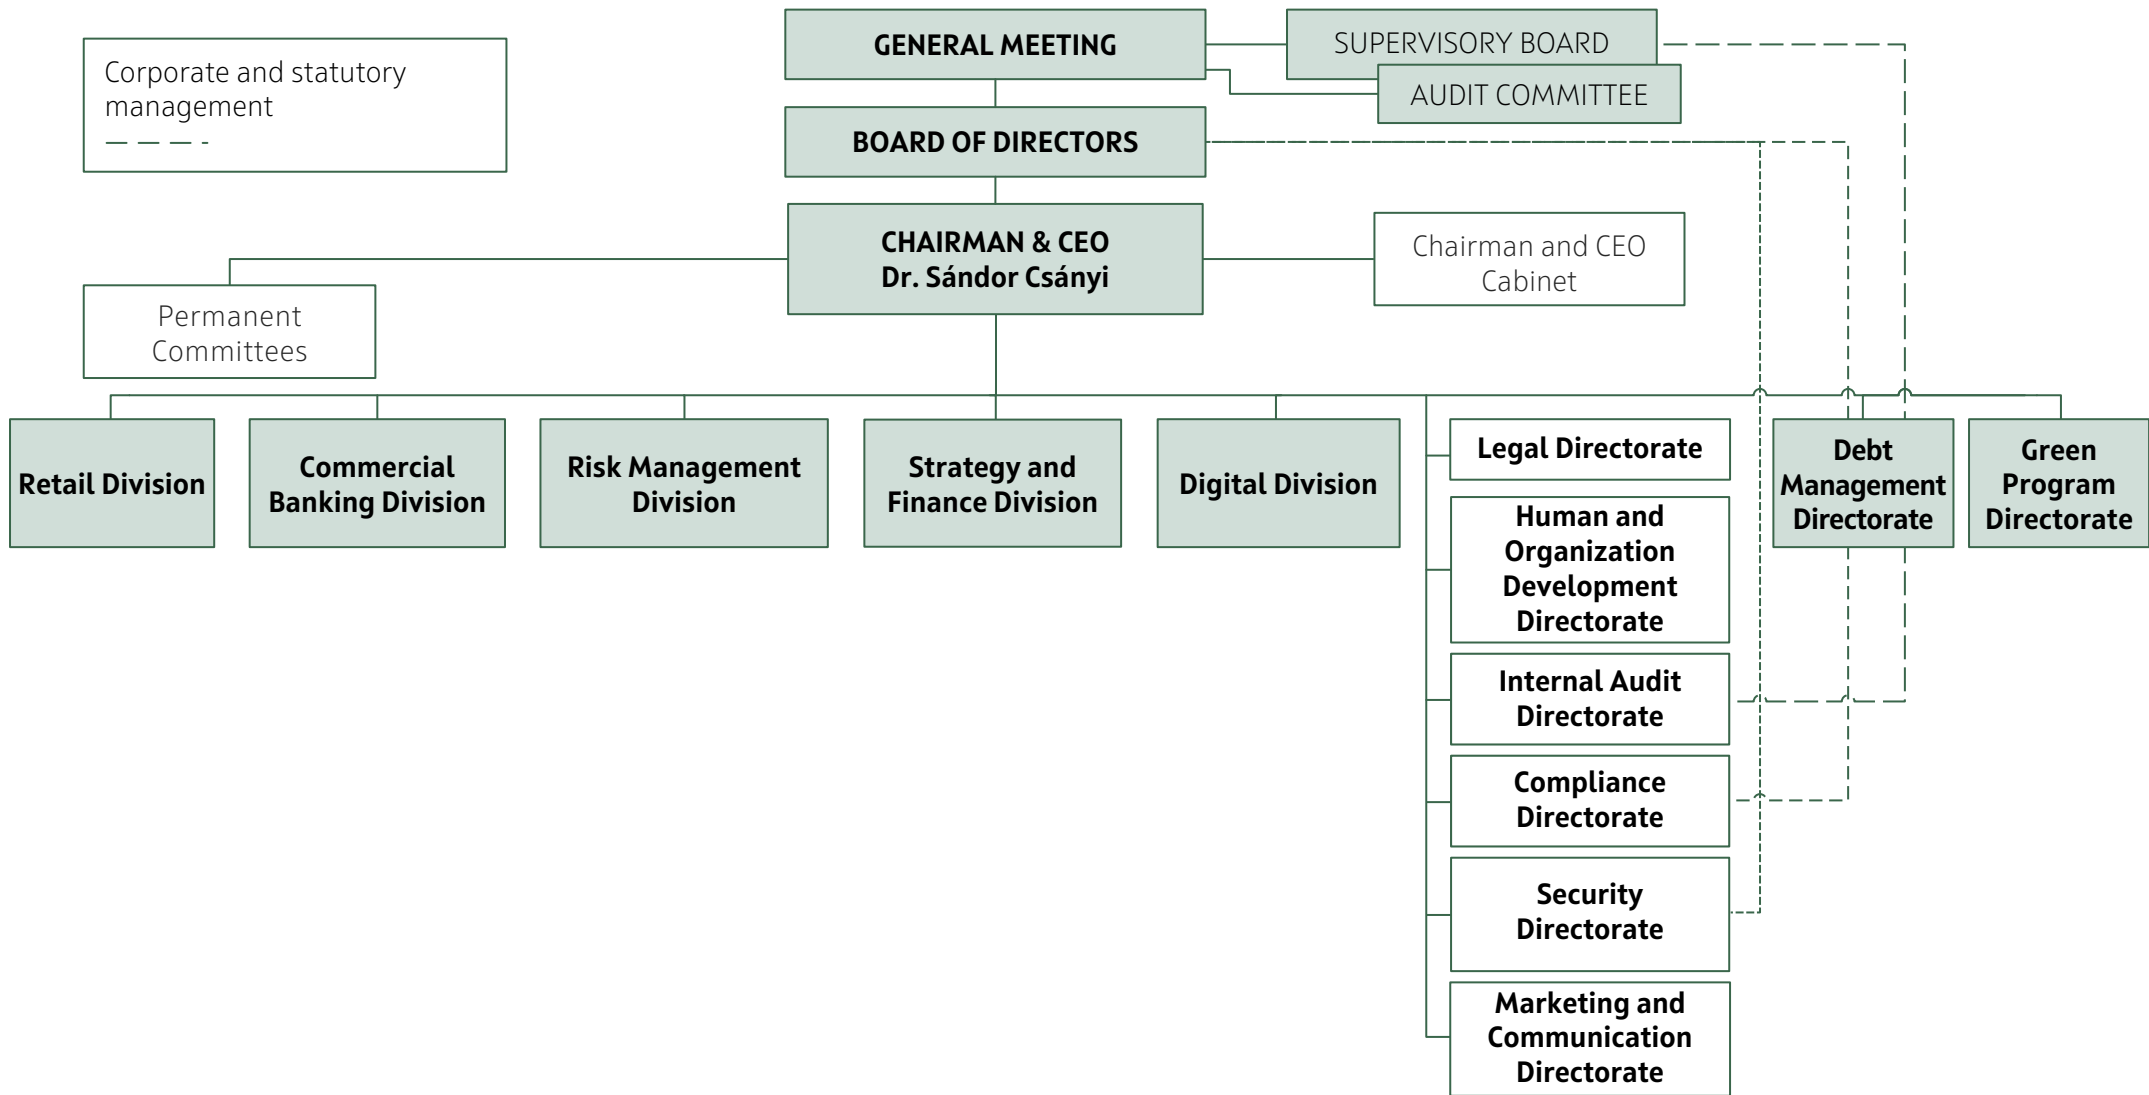 GENERAL MEETING
SUPERVISORY BOARD
AUDIT COMMITTEE
Corporate and statutory
management
BOARD OF DIRECTORS
CHAIRMAN & CEO
Dr. Sándor Csányi
Chairman and CEO
Cabinet
Permanent
Committees
Retail Division
Commercial
Banking Division
Risk Management
Division
Strategy and
Finance Division
Digital Division
Legal Directorate
Human and
Organization
Development
Directorate
Internal Audit
Directorate
Compliance
Directorate
Security
Directorate
Marketing and
Communication
Directorate
Debt
Management
Directorate
Green
Program
Directorate